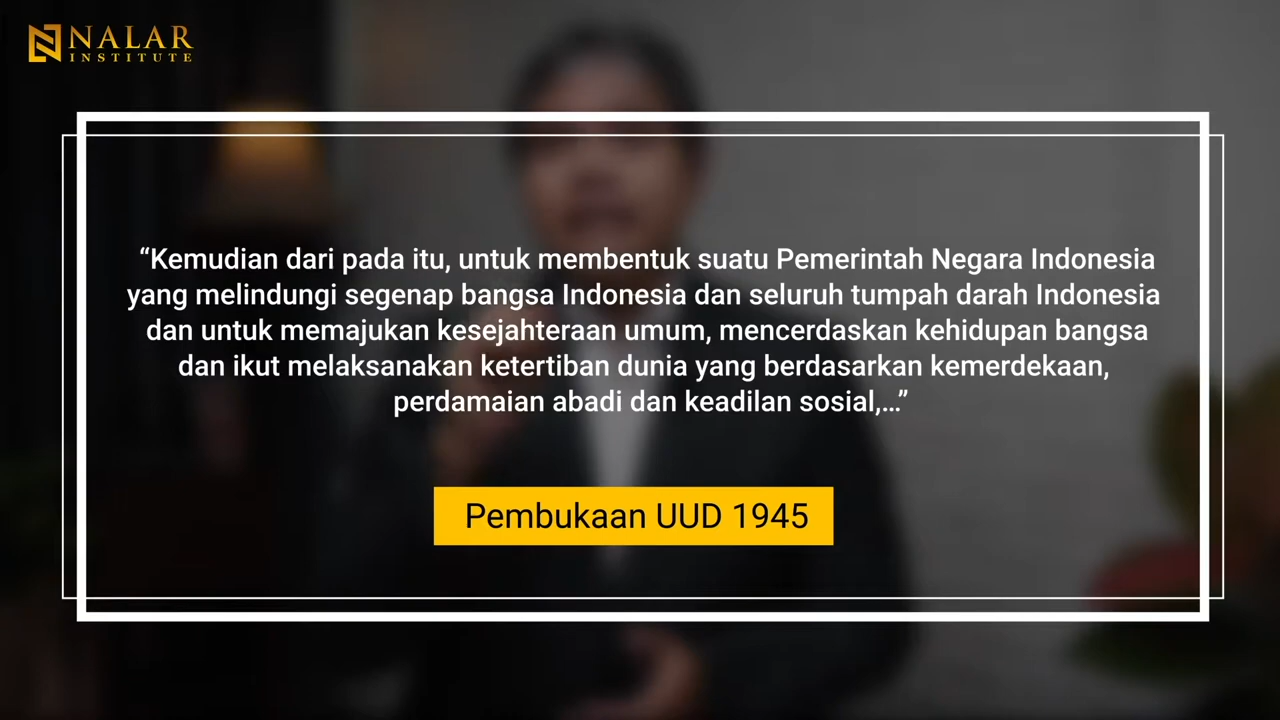 NALAR
INSTITUTE
“Kemudian dari pada itu, untuk membentuk suatu Pemerintah Negara Indonesia
yang melindungi segenap bangsa Indonesia dan seluruh tumpah darah Indonesia
dan untuk memajukan kesejahteraan umum, mencerdaskan kehidupan bangsa
dan ikut melaksanakan ketertiban dunia yang berdasarkan kemerdekaan,
perdamaian abadi dan keadilan sosial,...”
Pembukaan UUD 1945